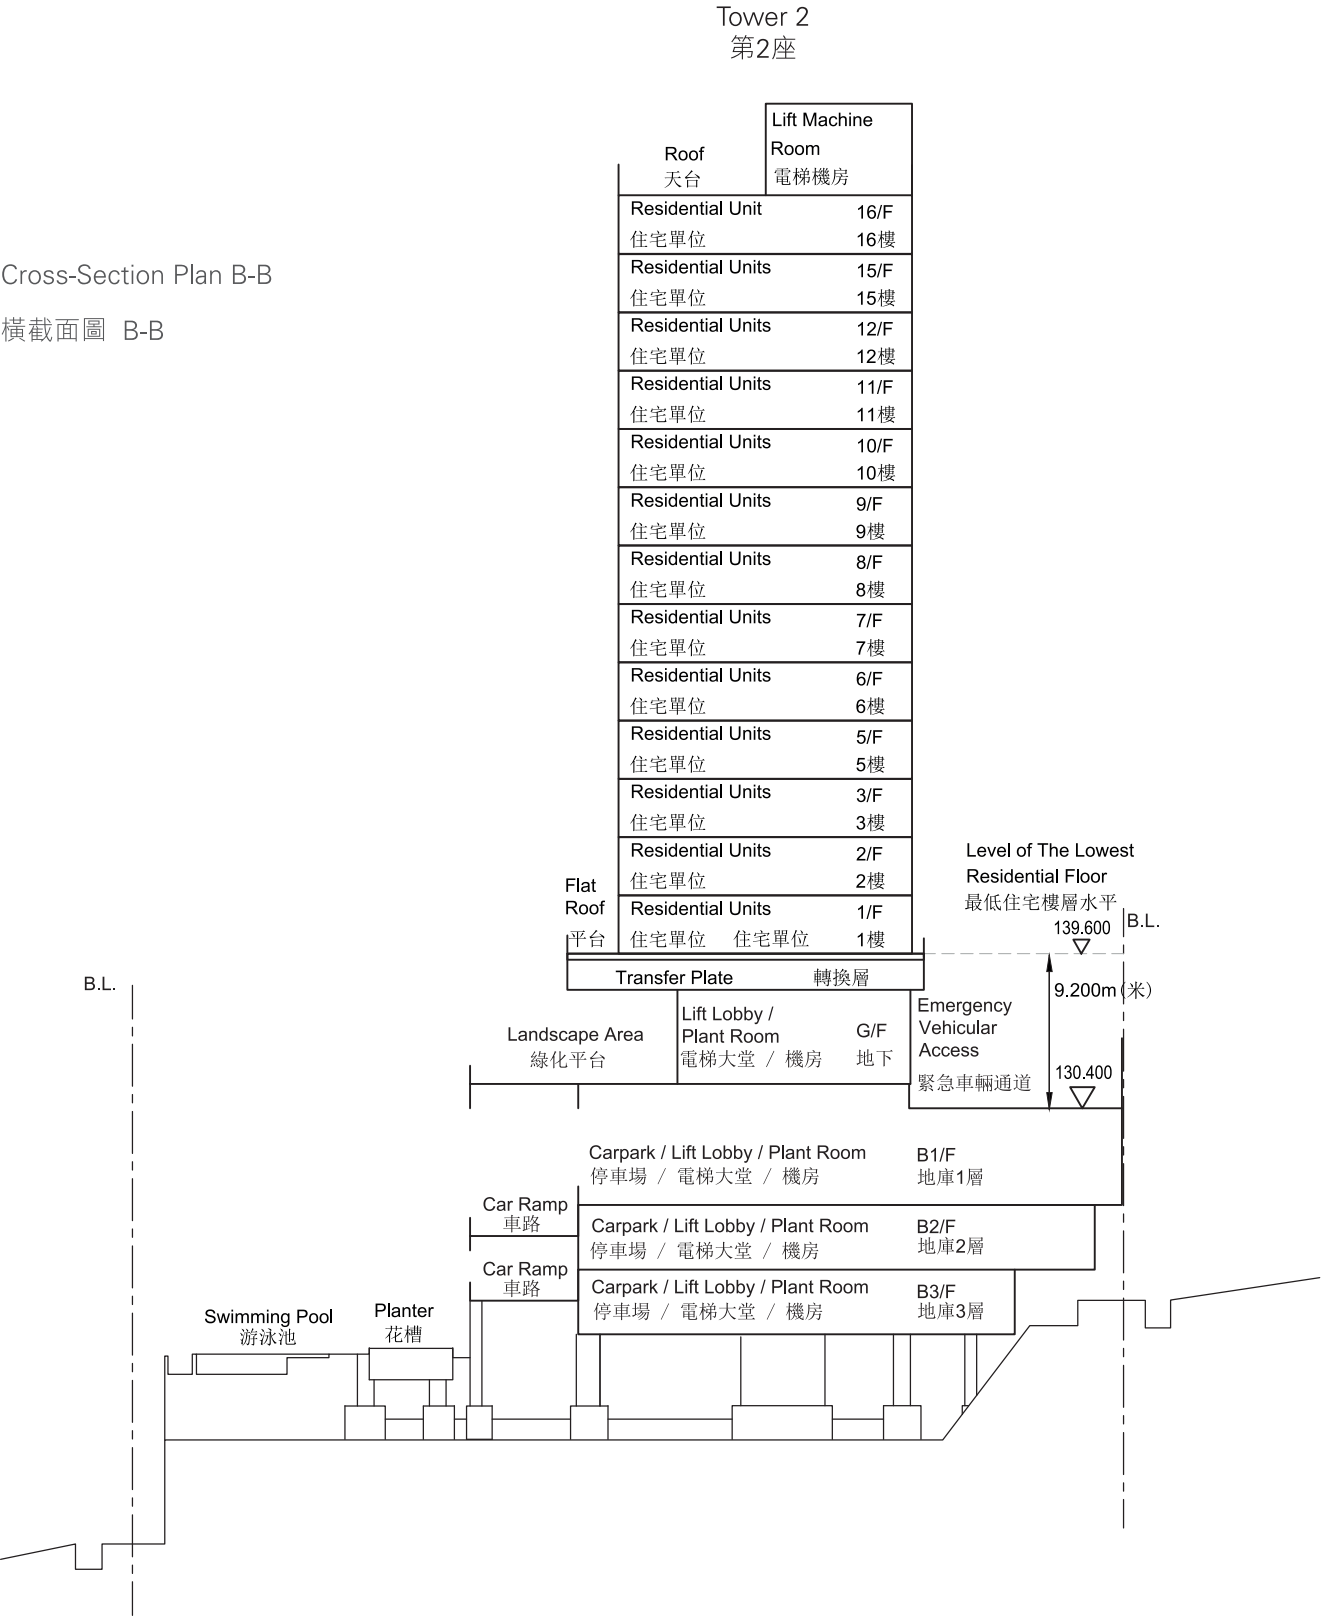 Tower 2
第2座
Lift Machine
Room
電梯機房
Roof
天台
Cross-Section Plan B-B
橫截面圖 B-B
Residential Unit 16/F
住宅單位 16樓
Residential Units 15/F
住宅單位 15樓
Residential Units 12/F
住宅單位 12樓
Residential Units 11/F
住宅單位 11樓
Residential Units 10/F
住宅單位 10樓
Residential Units 9/F
住宅單位 9樓
Residential Units 8/F
住宅單位 8樓
Residential Units 7/F
住宅單位 7樓
Residential Units 6/F
住宅單位 6樓
Residential Units 5/F
住宅單位 5樓
Residential Units 3/F
住宅單位 3樓
Residential Units 2/F
住宅單位 2樓
Flat
Roof
平台
Residential Units 1/F
住宅單位 住宅單位 1樓
Level of The Lowest
Residential Floor
最低住宅樓層水平
139.600
B.L.
B.L.
Transfer Plate 轉換層
9.200m(米)
Landscape Area
綠化平台
Lift Lobby /
Plant Room G/F
電梯大堂 / 機房 地下
Emergency
Vehicular
Access
緊急車輛通道
130.400
Carpark / Lift Lobby / Plant Room B1/F
停車場 / 電梯大堂 / 機房 地庫1層
Car Ramp
車路
Carpark / Lift Lobby / Plant Room B2/F
停車場 / 電梯大堂 / 機房 地庫2層
Car Ramp
車路
Carpark / Lift Lobby / Plant Room B3/F
停車場 / 電梯大堂 / 機房 地庫3層
Swimming Pool
游泳池
Planter
花槽